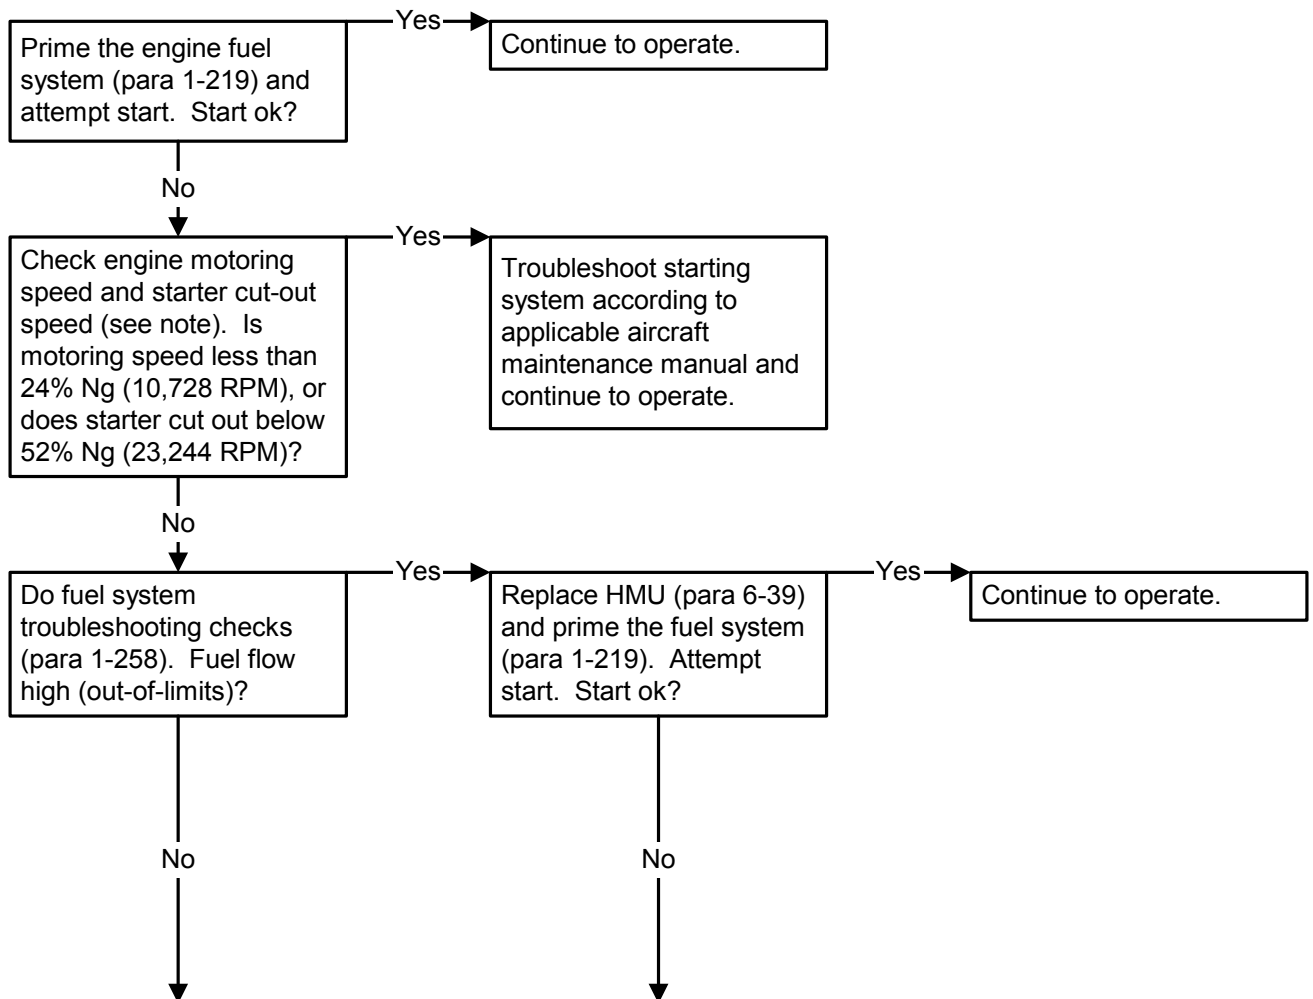 Prime the engine fuel
system (para 1-219) and
attempt start.  Start ok?
Yes
Continue to operate.
No
Check engine motoring
speed and starter cut-out
speed (see note).  Is
motoring speed less than
24% Ng (10,728 RPM), or
does starter cut out below
52% Ng (23,244 RPM)?
Yes
Troubleshoot starting
system according to
applicable aircraft
maintenance manual and
continue to operate.
No
Do fuel system
troubleshooting checks
(para 1-258).  Fuel flow
high (out-of-limits)?
Yes
Replace HMU (para 6-39)
and prime the fuel system
(para 1-219).  Attempt
start.  Start ok?
Yes
Continue to operate.
No
No